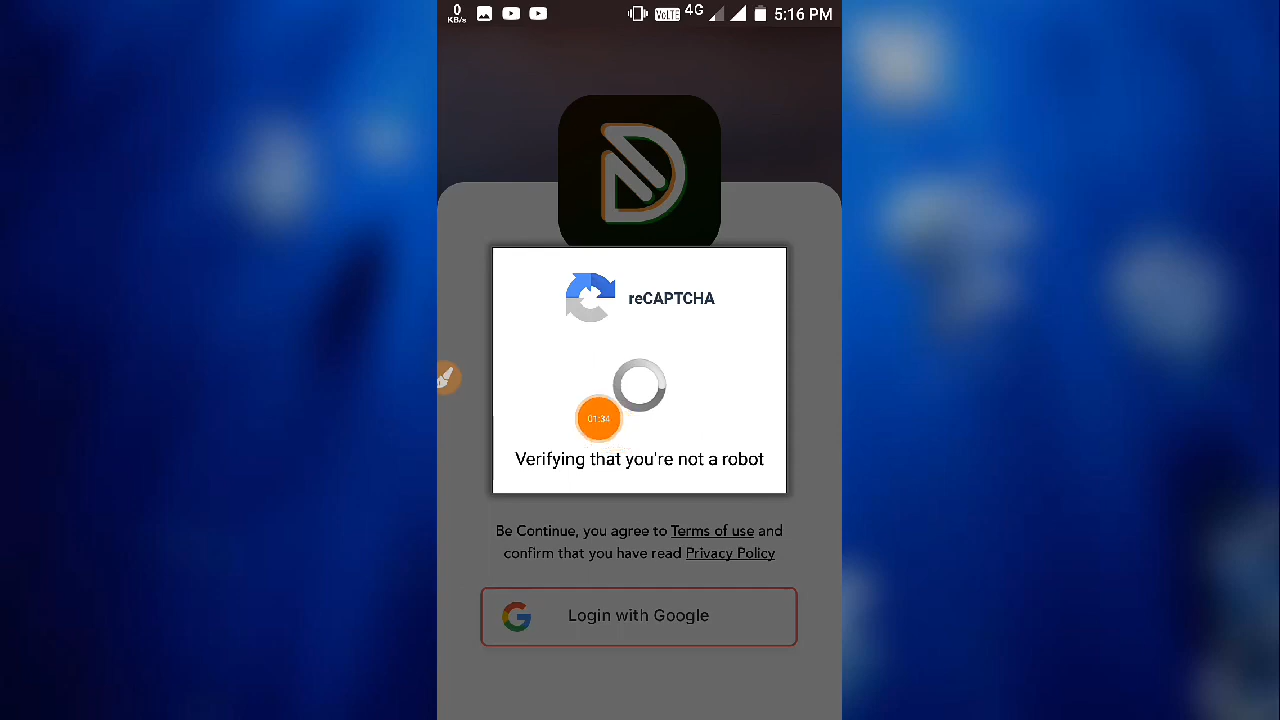 0
KB/s
VoLTE
4G
5:16 PM
reCAPTCHA
01:34
Verifying that you're not a robot
Be Continue, you agree to Terms of use and
confirm that you have read Privacy Policy
Login with Google